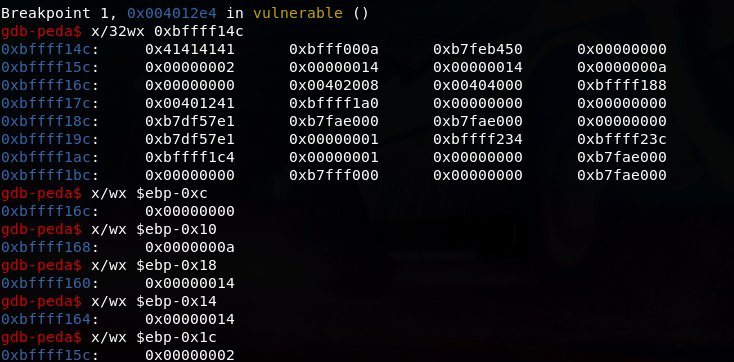 Breakpoint 1, 0x004012e4 in vulnerable ()
gdb-peda$ x/32wx 0xbffff14c
0xbffff14c: 0x41414141 0xbfff000a 0xb7feb450 0x00000000
0xbffff15c: 0x00000002 0x00000014 0x00000014 0x0000000a
0xbffff16c: 0x00000000 0x00402008 0x00404000 0xbffff188
0xbffff17c: 0x00401241 0xbffff1a0 0x00000000 0x00000000
0xbffff18c: 0xb7df57e1 0xb7fae000 0xb7fae000 0x00000000
0xbffff19c: 0xb7df57e1 0x00000001 0xbffff234 0xbffff23c
0xbffff1ac: 0xbffff1c4 0x00000001 0x00000000 0xb7fae000
0xbffff1bc: 0x00000000 0xb7fff000 0x00000000 0xb7fae000
gdb-peda$ x/wx $ebp-0xc
0xbffff16c: 0x00000000
gdb-peda$ x/wx $ebp-0x10
0xbffff168: 0x0000000a
gdb-peda$ x/wx $ebp-0x18
0xbffff160: 0x00000014
gdb-peda$ x/wx $ebp-0x14
0xbffff164: 0x00000014
gdb-peda$ x/wx $ebp-0x1c
0xbffff15c: 0x00000002